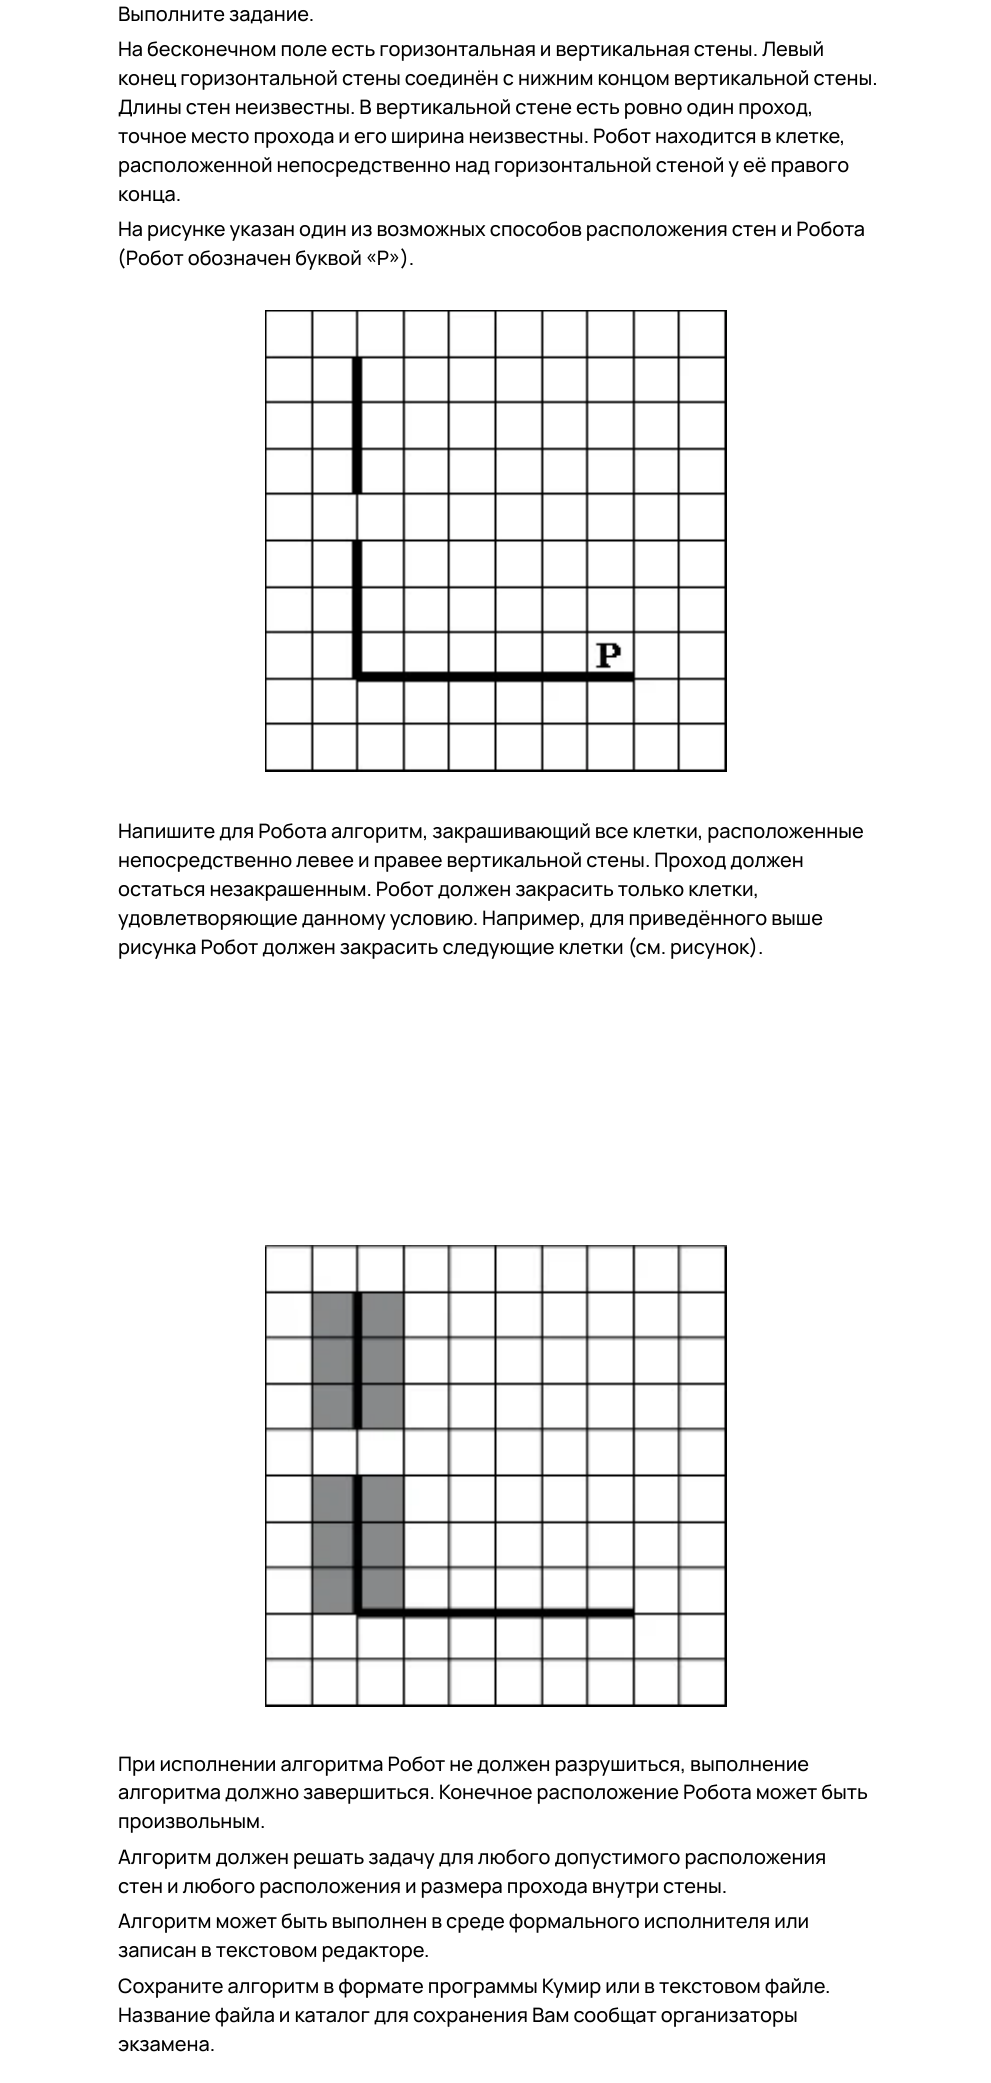 Выполните задание.
На бесконечном поле есть горизонтальная и вертикальная стены. Левый
конец горизонтальной стены соединён с нижним концом вертикальной стены.
Длины стен неизвестны. В вертикальной стене есть ровно один проход,
точное место прохода и его ширина неизвестны. Робот находится в клетке,
расположенной непосредственно над горизонтальной стеной у её правого
конца.
На рисунке указан один из возможных способов расположения стен и Робота
(Робот обозначен буквой «Р»).
Р
Напишите для Робота алгоритм, закрашивающий все клетки, расположенные
непосредственно левее и правее вертикальной стены. Проход должен
остаться незакрашенным. Робот должен закрасить только клетки,
удовлетворяющие данному условию. Например, для приведённого выше
рисунка Робот должен закрасить следующие клетки (см. рисунок).
При исполнении алгоритма Робот не должен разрушиться, выполнение
алгоритма должно завершиться. Конечное расположение Робота может быть
произвольным.
Алгоритм должен решать задачу для любого допустимого расположения
стен и любого расположения и размера прохода внутри стены.
Алгоритм может быть выполнен в среде формального исполнителя или
записан в текстовом редакторе.
Сохраните алгоритм в формате программы Кумир или в текстовом файле.
Название файла и каталог для сохранения Вам сообщат организаторы
экзамена.